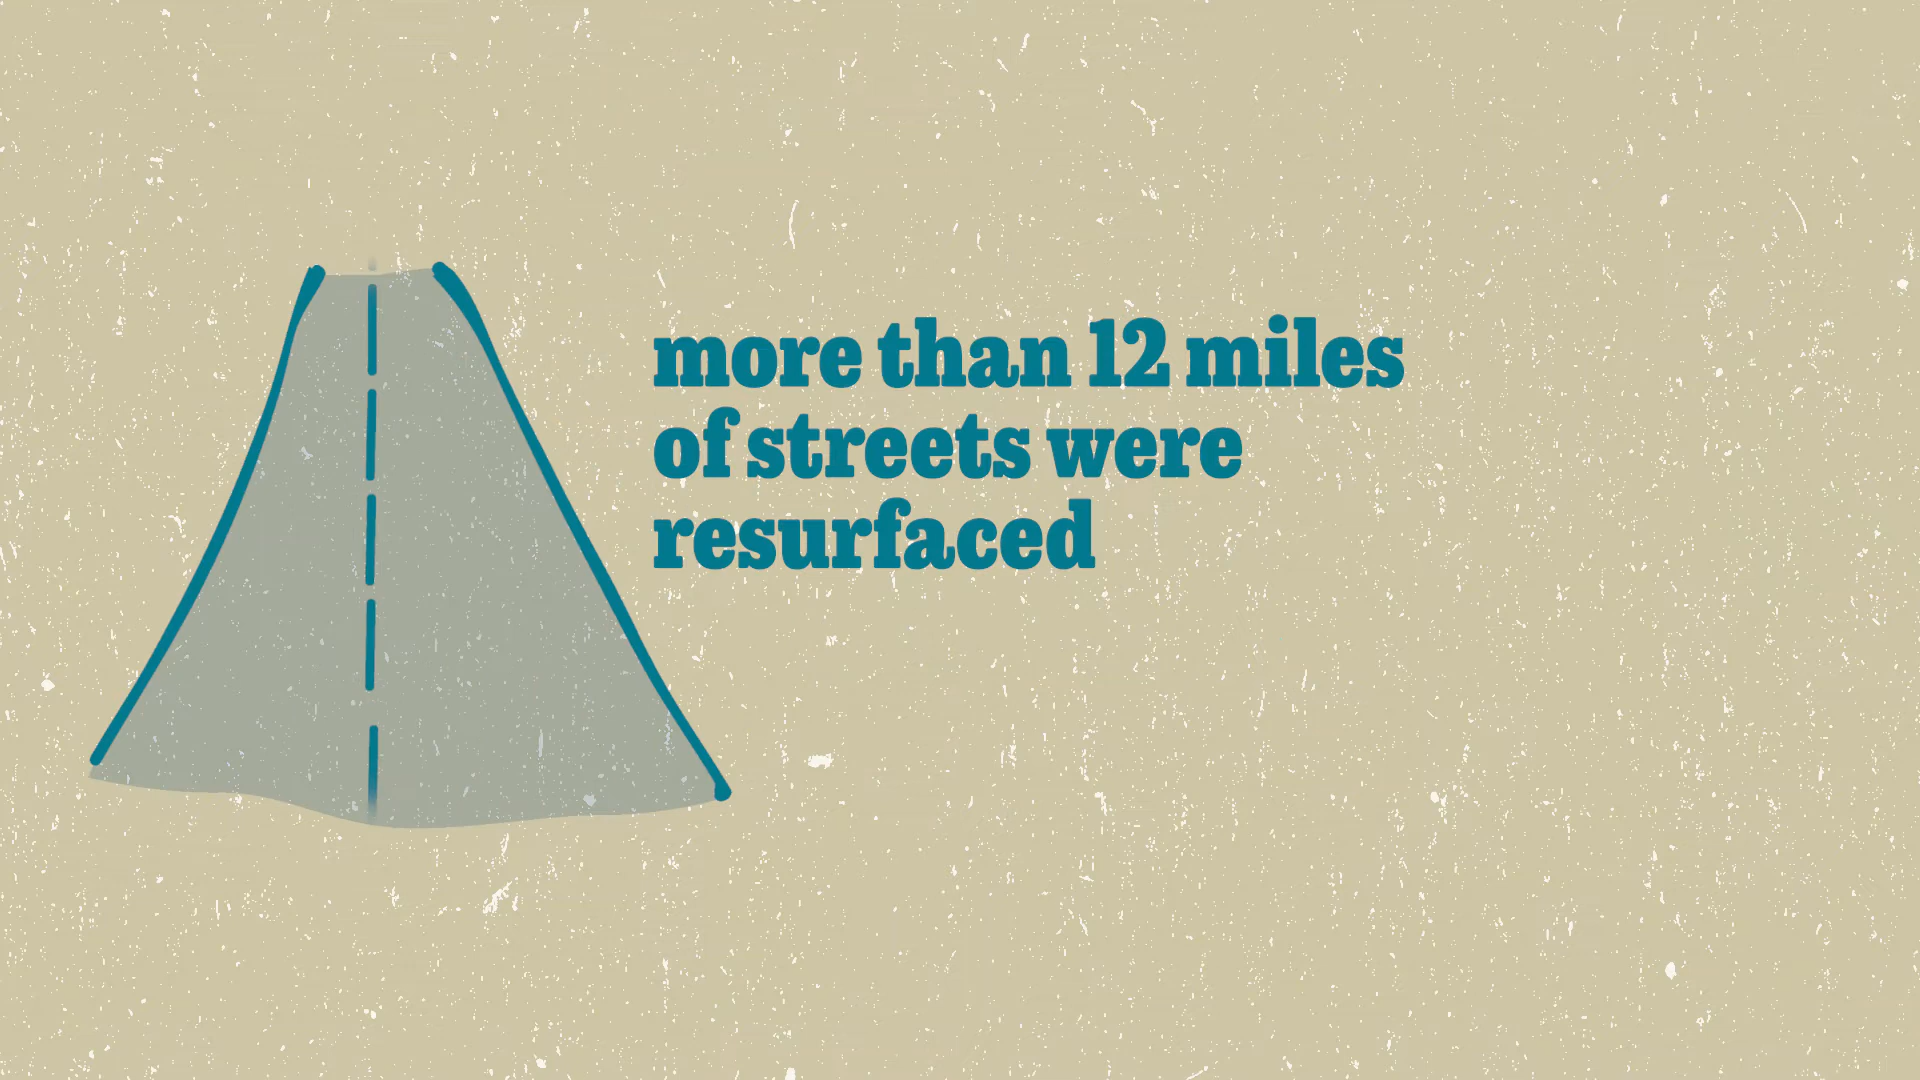 more than 12 miles
of streets were
resurfaced